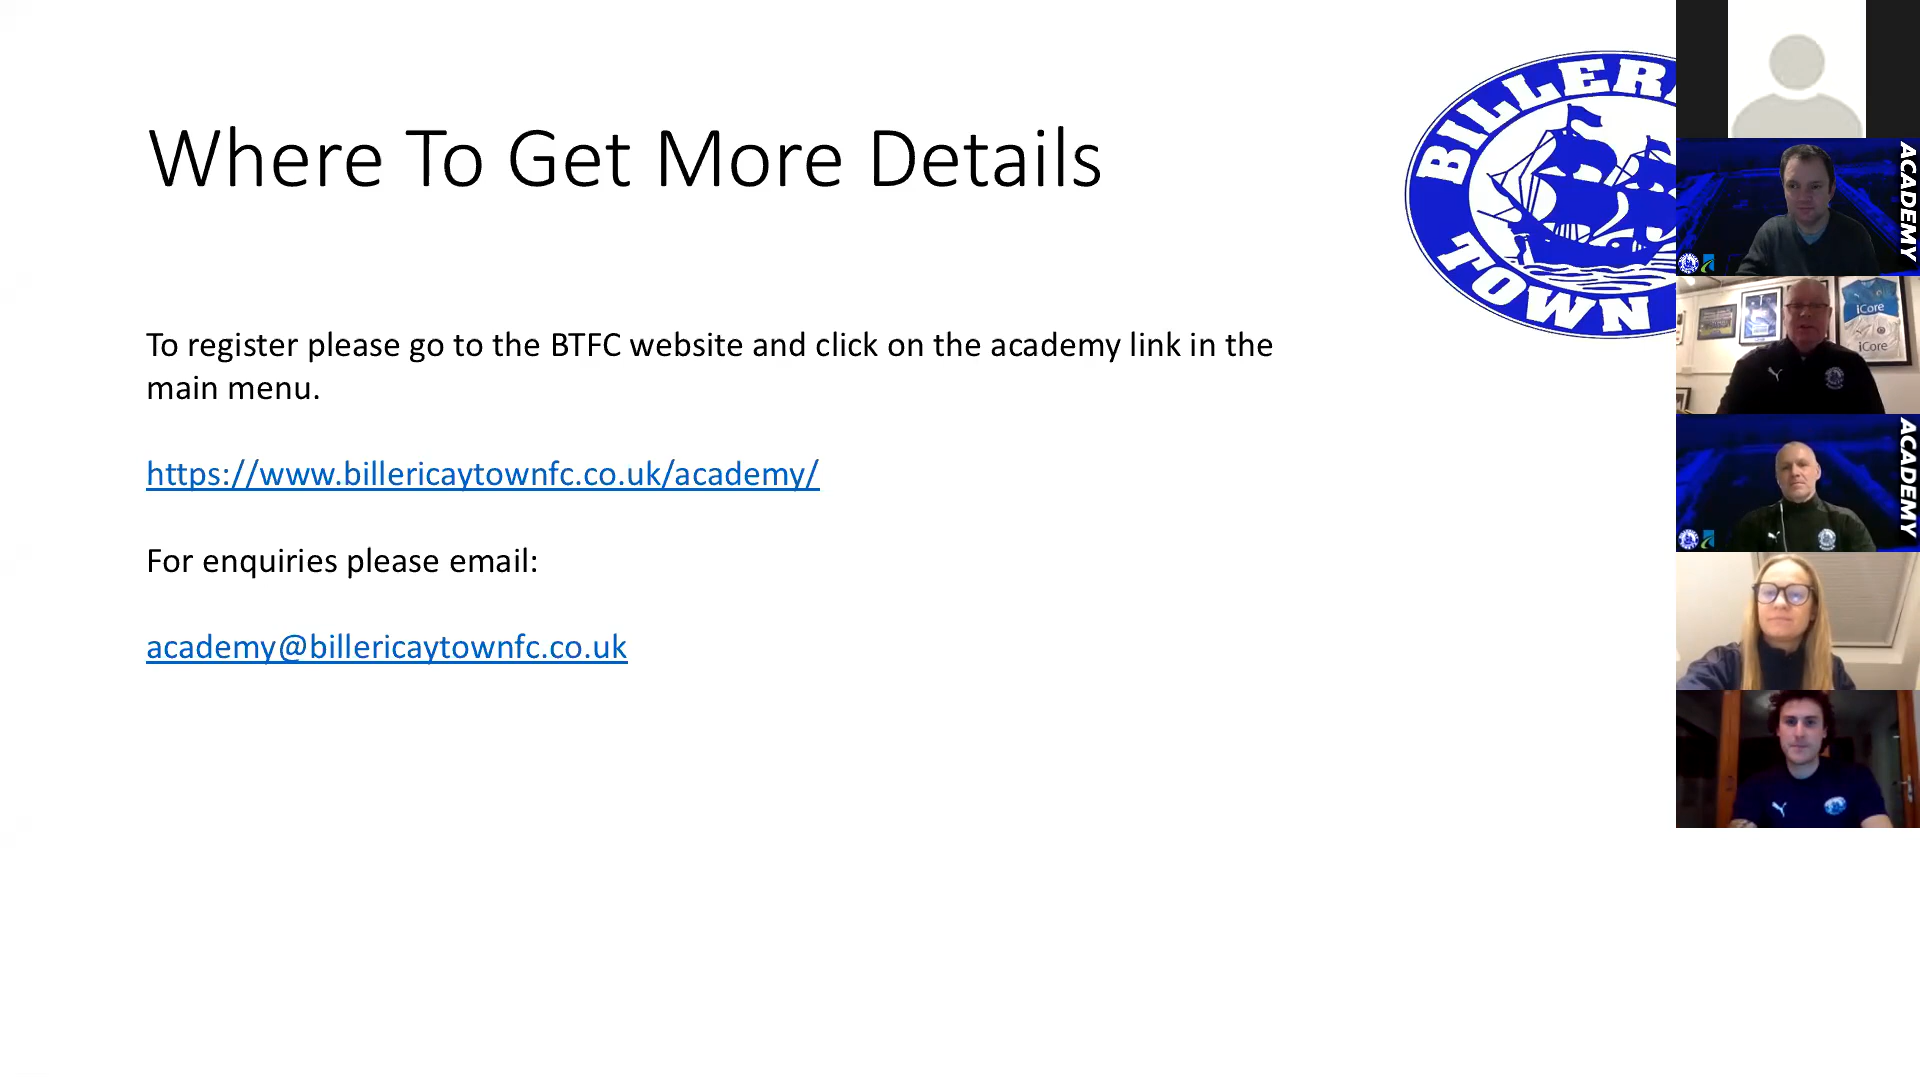 Where To Get More Details
To register please go to the BTFC website and click on the academy link in the
main menu.
https://www.billericaytownfc.co.uk/academy/
For enquiries please email:
academy@billericaytownfc.co.uk
BILLER
TOWN
ACADEMY
iCore
iCore
ACADEMY